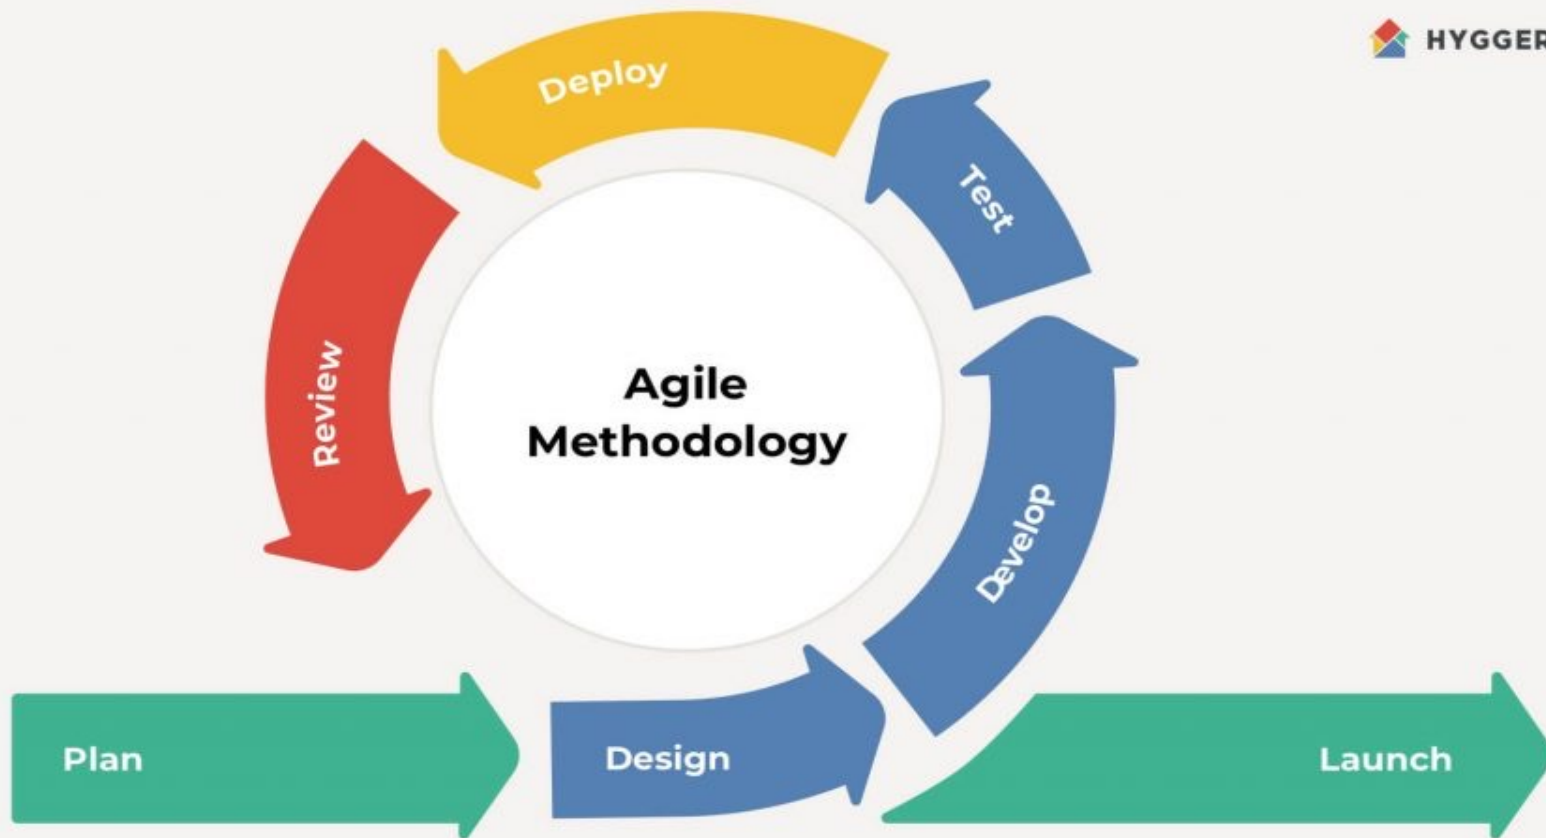 HYGGER
Deploy
Test
Review
Agile
Methodology
Develop
Plan
Design
Launch